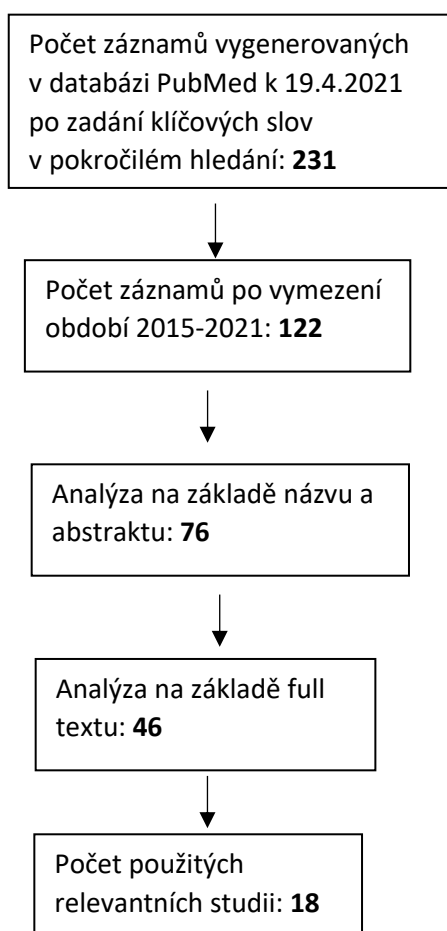 Počet záznamů vygenerovaných
v databázi PubMed k 19.4.2021
po zadání klíčových slov
v pokročilém hledání: 231
Počet záznamů po vymezení
období 2015-2021: 122
Analýza na základě názvu a
abstraktu: 76
Analýza na základě full
textu: 46
Počet použitých
relevantních studii: 18